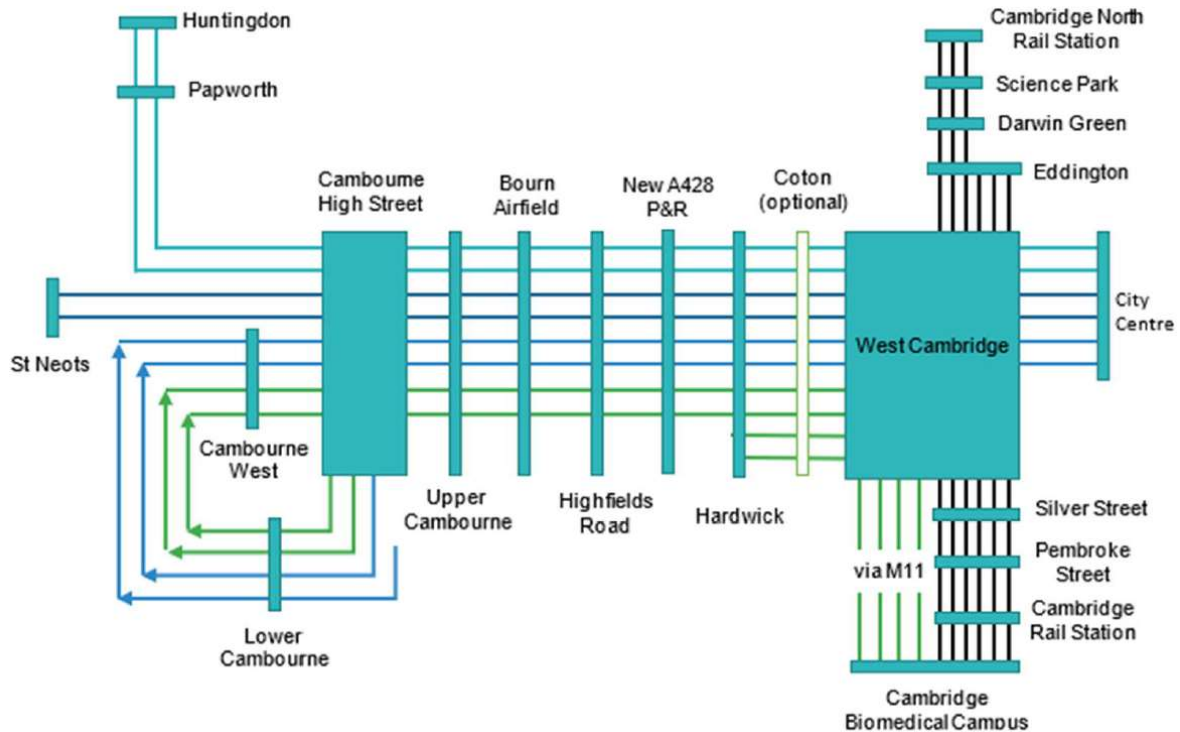 Huntingdon
Cambridge North
Rail Station
Papworth
Science Park
Darwin Green
Eddington
Cambourne
High Street
Bourn
Airfield
New A428
P&R
Coton
(optional)
City
Centre
West Cambridge
St Neots
Cambourne
West
Upper
Cambourne
Highfields
Road
Hardwick
Silver Street
Pembroke
Street
via M11
Cambridge
Rail Station
Lower
Cambourne
Cambridge
Biomedical Campus